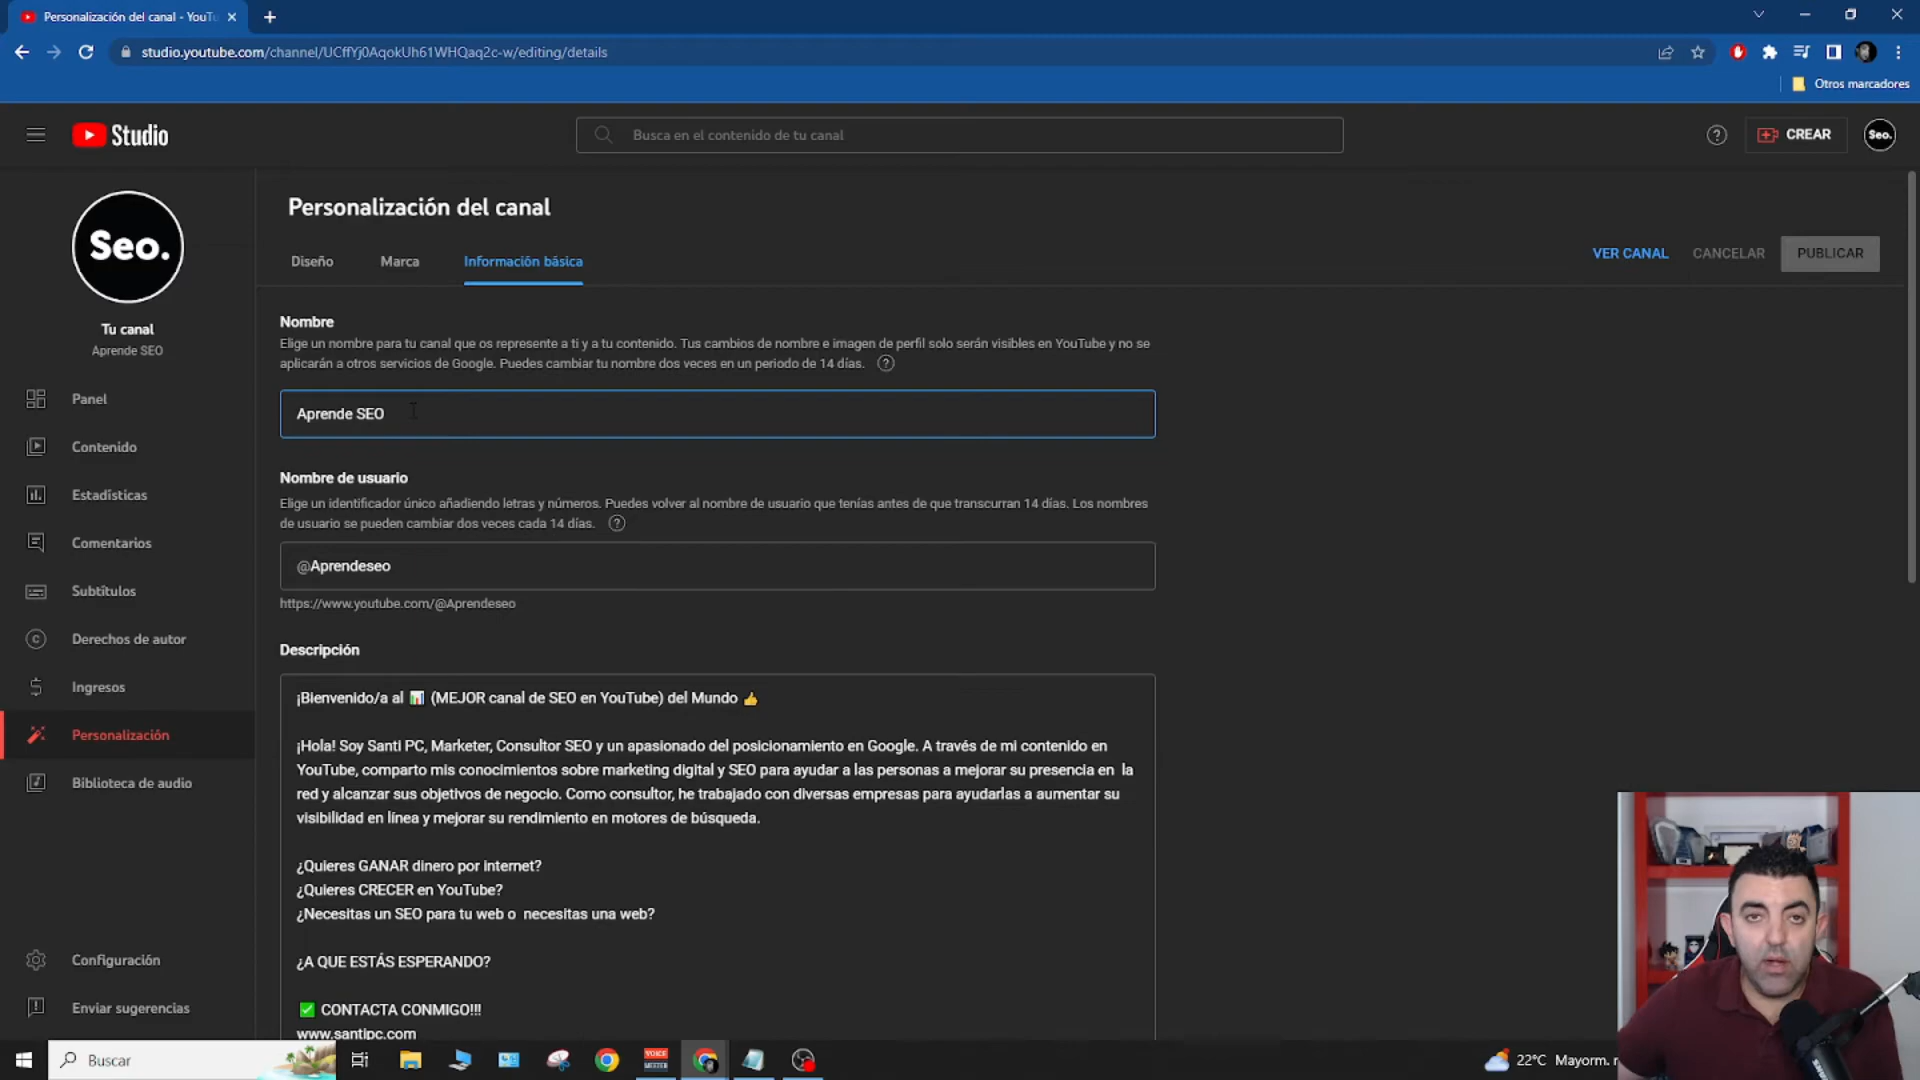 Personalización del canal - YouTu
studio.youtube.com/channel/UCffYj0AqokUh61WHQaq2c-w/editing/details
Otros marcadores
Studio
Busca en el contenido de tu canal
CREAR
Seo.
Seo.
Tu canal
Aprende SEO
Panel
Contenido
Estadísticas
Comentarios
Subtítulos
Derechos de autor
Ingresos
Personalización
Biblioteca de audio
Configuración
Enviar sugerencias
Personalización del canal
Diseño Marca Información básica
VER CANAL CANCELAR PUBLICAR
Nombre
Elige un nombre para tu canal que os represente a ti y a tu contenido. Tus cambios de nombre e imagen de perfil solo serán visibles en YouTube y no se
aplicarán a otros servicios de Google. Puedes cambiar tu nombre dos veces en un periodo de 14 días.
Aprende SEO
Nombre de usuario
Elige un identificador único añadiendo letras y números. Puedes volver al nombre de usuario que tenías antes de que transcurran 14 días. Los nombres
de usuario se pueden cambiar dos veces cada 14 días.
@Aprendeseo
https://www.youtube.com/@Aprendeseo
Descripción
¡Bienvenido/a al 📊 (MEJOR canal de SEO en YouTube) del Mundo 👍
¡Hola! Soy Santi PC, Marketer, Consultor SEO y un apasionado del posicionamiento en Google. A través de mi contenido en
YouTube, comparto mis conocimientos sobre marketing digital y SEO para ayudar a las personas a mejorar su presencia en la
red y alcanzar sus objetivos de negocio. Como consultor, he trabajado con diversas empresas para ayudarlas a aumentar su
visibilidad en línea y mejorar su rendimiento en motores de búsqueda.
¿Quieres GANAR dinero por internet?
¿Quieres CRECER en YouTube?
¿Necesitas un SEO para tu web o necesitas una web?
¿A QUE ESTÁS ESPERANDO?
✅ CONTACTA CONMIGO!!!
www.santipc.com
Buscar
VOICE
MEETER
22°C Mayorm.